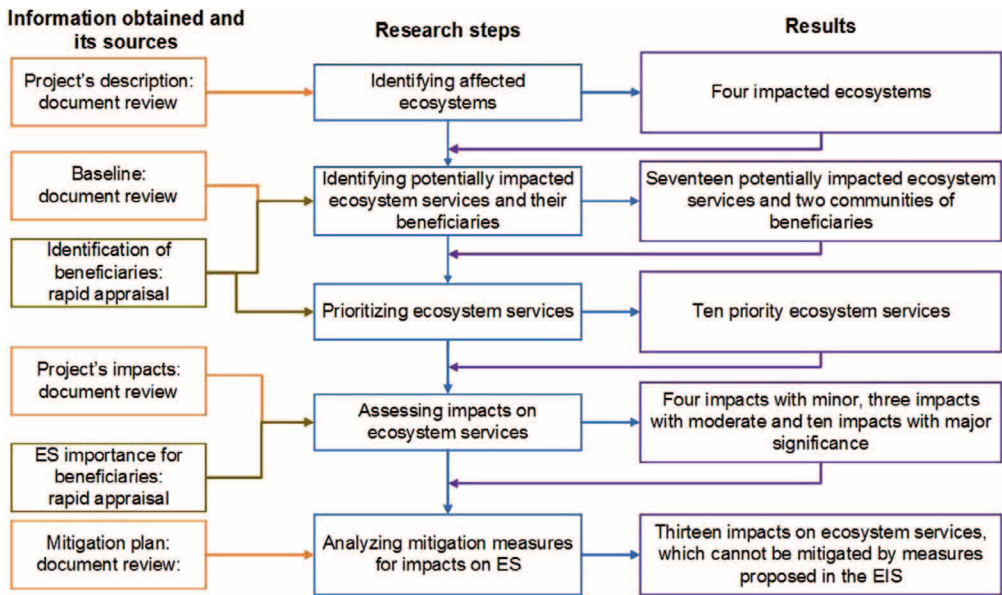 Information obtained and
its sources
Research steps
Results
Project's description:
document review
Identifying affected
ecosystems
Four impacted ecosystems
Baseline:
document review
Identifying potentially impacted
ecosystem services and their
beneficiaries
Seventeen potentially impacted ecosystem
services and two communities of
beneficiaries
Identification of
beneficiaries:
rapid appraisal
Prioritizing ecosystem services
Ten priority ecosystem services
Project's impacts:
document review
Assessing impacts on
ecosystem services
Four impacts with minor, three impacts
with moderate and ten impacts with major
significance
ES importance for
beneficiaries:
rapid appraisal
Mitigation plan:
document review:
Analyzing mitigation measures
for impacts on ES
Thirteen impacts on ecosystem services,
which cannot be mitigated by measures
proposed in the EIS